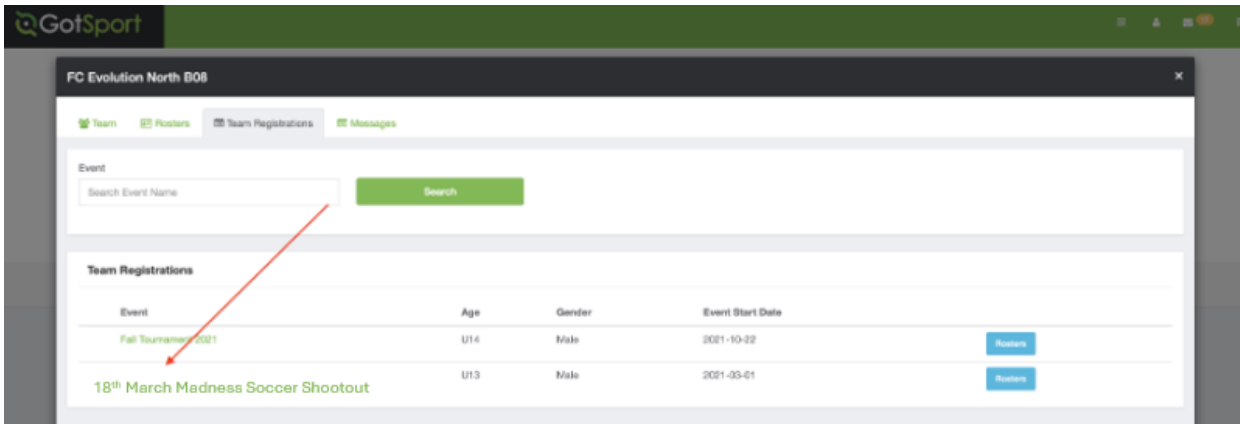 GotSport
FC Evolution North B08 ×
Team Rosters Team Registrations Messages
Event
Search Event Name Search
Team Registrations
Event Age Gender Event Start Date
Fall Tournament 2021 U14 Male 2021-10-22 Rosters
18th March Madness Soccer Shootout U13 Male 2021-03-01 Rosters